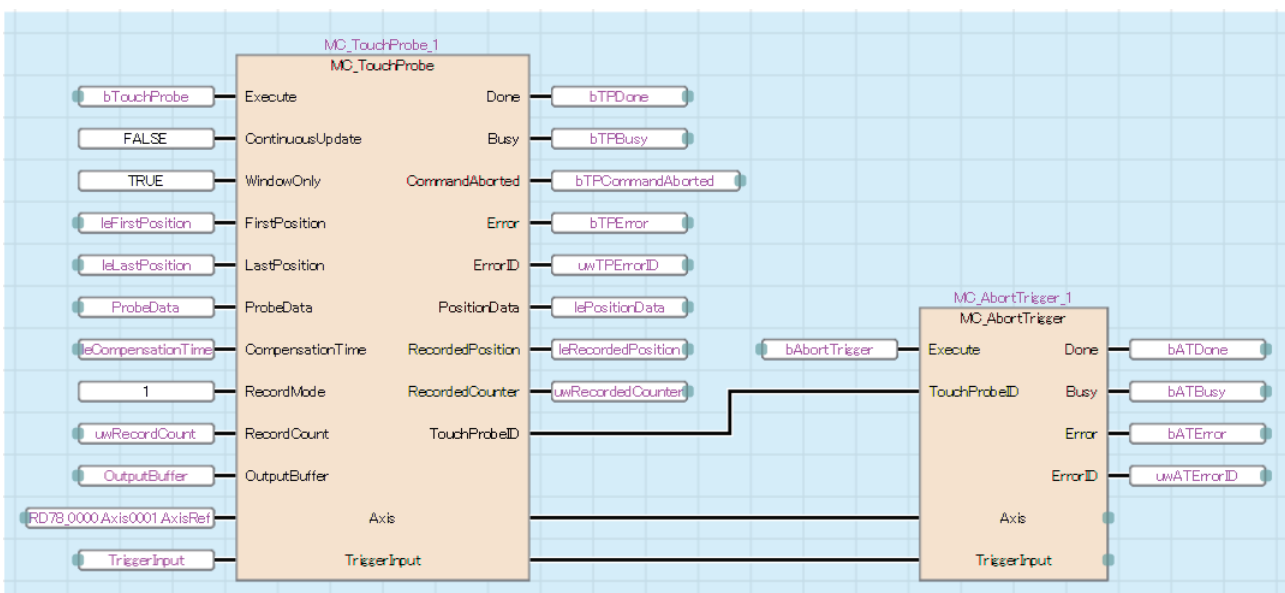 MC_TouchProbe_1
MC_TouchProbe
bTouchProbe Execute Done bTPDone
FALSE ContinuousUpdate Busy bTPBusy
TRUE WindowOnly CommandAborted bTPCommandAborted
leFirstPosition FirstPosition Error bTPError
leLastPosition LastPosition ErrorID uwTPErrorID
ProbeData ProbeData PositionData lePositionData
leCompensationTime CompensationTime RecordedPosition leRecordedPosition
1 RecordMode RecordedCounter uwRecordedCounter
uwRecordCount RecordCount TouchProbeID
OutputBuffer OutputBuffer
RD78_0000.Axis0001.AxisRef Axis
TriggerInput TriggerInput
MC_AbortTrigger_1
MC_AbortTrigger
bAbortTrigger Execute Done bATDone
TouchProbeID Busy bATBusy
Error bATError
ErrorID uwATErrorID
Axis
TriggerInput